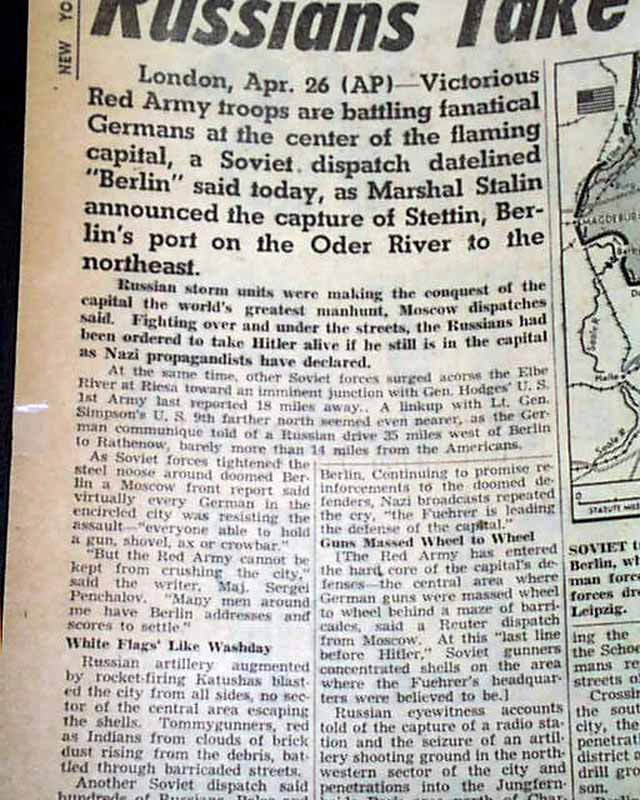 NEW YO
Russians Take
London, Apr. 26 (AP)—Victorious
Red Army troops are battling fanatical
Germans at the center of the flaming
capital, a Soviet dispatch datelined
"Berlin" said today, as Marshal Stalin
announced the capture of Stettin, Ber-
lin's port on the Oder River to the
northeast.
Russian storm units were making the conquest of the
capital the world's greatest manhunt, Moscow dispatches
said. Fighting over and under the streets, the Russians had
been ordered to take Hitler alive if he still is in the capital
as Nazi propagandists have declared.
At the same time, other Soviet forces surged acorss the Elbe
River at Riesa toward an imminent junction with Gen. Hodges' U. S.
1st Army last reported 18 miles away.. A linkup with Lt. Gen.
Simpson's U. S. 9th farther north seemed even nearer, as the Ger-
man communique told of a Russian drive 35 miles west of Berlin
to Rathenow, barely more than 14 miles from the Americans.
As Soviet forces tightened the
steel noose around doomed Ber-
lin a Moscow front report said
virtually every German in the
encircled city was resisting the
assault—"everyone able to hold
a gun, shovel, ax or crowbar."
"But the Red Army cannot be
kept from crushing the city,"
said the writer, Maj. Sergei
Penchalov. "Many men around
me have Berlin addresses and
scores to settle."
White Flags' Like Washday
Russian artillery augmented
by rocket-firing Katushas blast-
ed the city from all sides, no sec-
tor of the central area escaping
the shells. Tommygunners, red
as Indians from clouds of brick
dust rising from the debris, bat-
tled through barricaded streets.
Another Soviet dispatch said
hundreds of Russians, Poles and
Berlin. Continuing to promise re-
inforcements to the doomed de-
fenders, Nazi broadcasts repeated
the cry, "the Fuehrer is leading
the defense of the capital."
Guns Massed Wheel to Wheel
[The Red Army has entered
the hard core of the capital's de-
fenses—the central area where
German guns were massed wheel
to wheel behind a maze of barri-
cades, said a Reuter dispatch
from Moscow. At this "last line
before Hitler," Soviet gunners
concentrated shells on the area
where the Fuehrer's headquar-
ters were believed to be.]
Russian eyewitness accounts
told of the capture of a radio sta-
tion and the seizure of an artil-
lery shooting ground in the north-
western sector of the city and
penetrations into the Jungfern-
MAGDEBUR
Halle
Saale R
0
STATUTE MI
SOVIET
Berlin, wh
man forc
forces dr
Leipzig.
ing the
the Schoe
mans re
streets of
Crossi
the sout
city, the
penetrat
district a
drill gro
son.